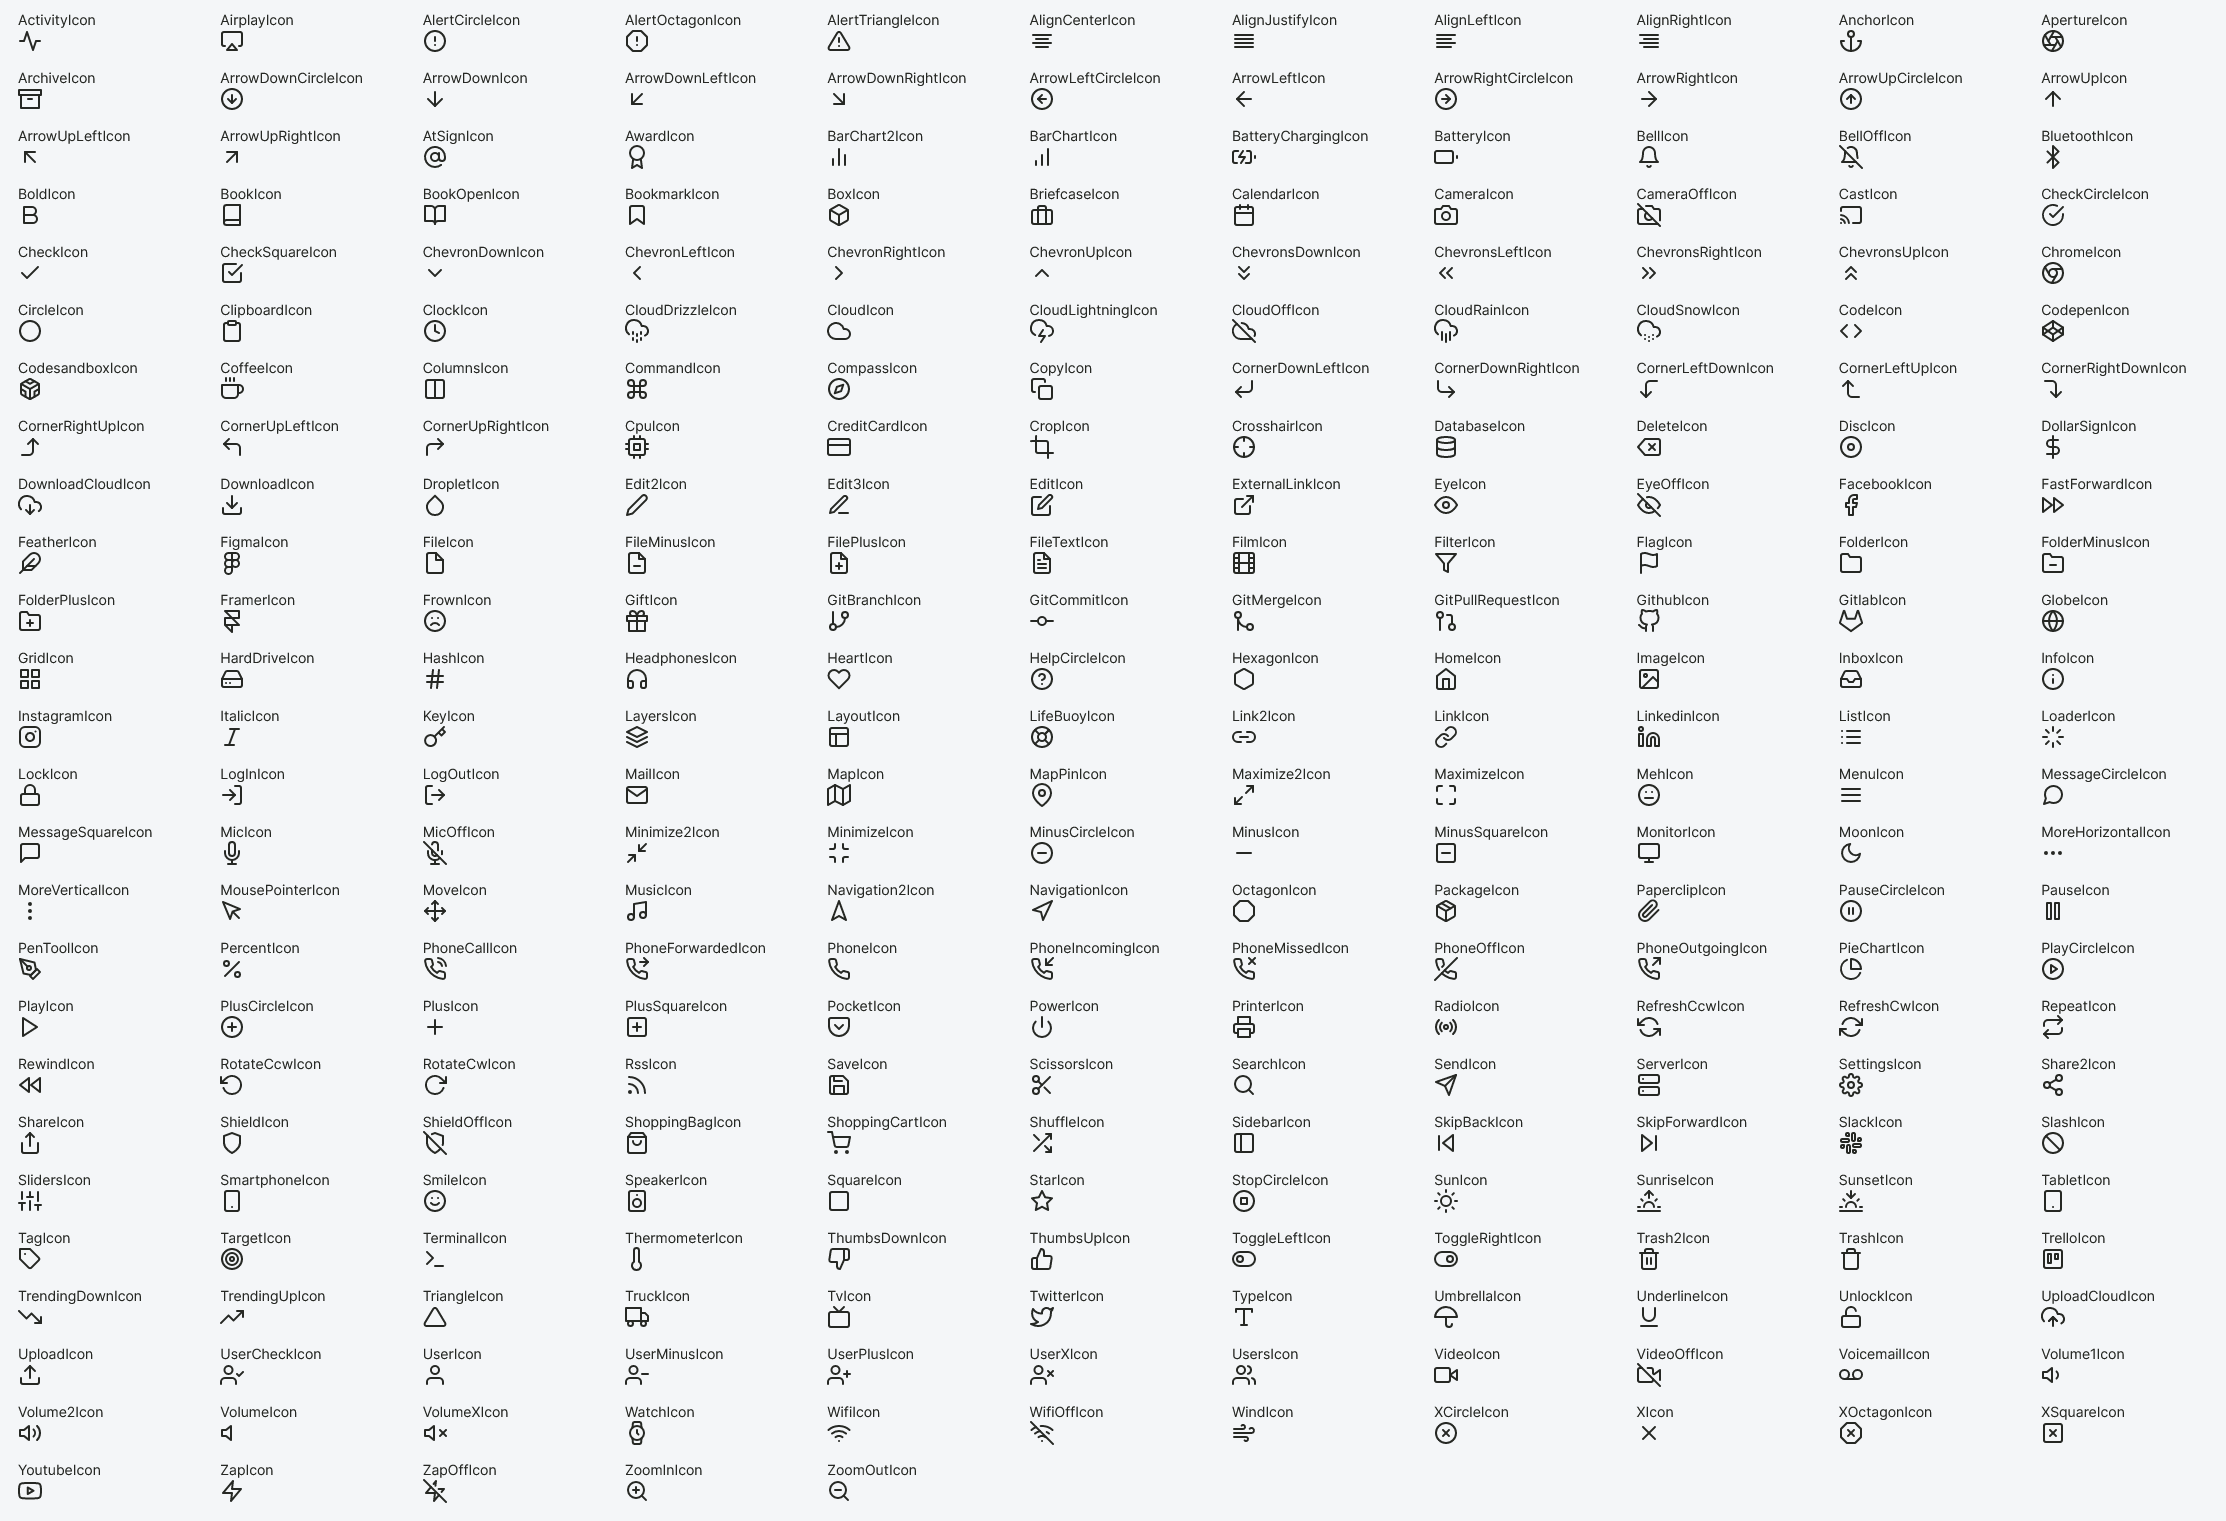 ActivityIcon AirplayIcon AlertCircleIcon AlertOctagonIcon AlertTriangleIcon AlignCenterIcon AlignJustifyIcon AlignLeftIcon AlignRightIcon AnchorIcon ApertureIcon
ArchiveIcon ArrowDownCircleIcon ArrowDownIcon ArrowDownLeftIcon ArrowDownRightIcon ArrowLeftCircleIcon ArrowLeftIcon ArrowRightCircleIcon ArrowRightIcon ArrowUpCircleIcon ArrowUpIcon
ArrowUpLeftIcon ArrowUpRightIcon AtSignIcon AwardIcon BarChart2Icon BarChartIcon BatteryChargingIcon BatteryIcon BellIcon BellOffIcon BluetoothIcon
BoldIcon BookIcon BookOpenIcon BookmarkIcon BoxIcon BriefcaseIcon CalendarIcon CameraIcon CameraOffIcon CastIcon CheckCircleIcon
CheckIcon CheckSquareIcon ChevronDownIcon ChevronLeftIcon ChevronRightIcon ChevronUpIcon ChevronsDownIcon ChevronsLeftIcon ChevronsRightIcon ChevronsUpIcon ChromeIcon
CircleIcon ClipboardIcon ClockIcon CloudDrizzleIcon CloudIcon CloudLightningIcon CloudOffIcon CloudRainIcon CloudSnowIcon CodeIcon CodepenIcon
CodesandboxIcon CoffeeIcon ColumnsIcon CommandIcon CompassIcon CopyIcon CornerDownLeftIcon CornerDownRightIcon CornerLeftDownIcon CornerLeftUpIcon CornerRightDownIcon
CornerRightUpIcon CornerUpLeftIcon CornerUpRightIcon CpuIcon CreditCardIcon CropIcon CrosshairIcon DatabaseIcon DeleteIcon DiscIcon DollarSignIcon
DownloadCloudIcon DownloadIcon DropletIcon Edit2Icon Edit3Icon EditIcon ExternalLinkIcon EyeIcon EyeOffIcon FacebookIcon FastForwardIcon
FeatherIcon FigmaIcon FileIcon FileMinusIcon FilePlusIcon FileTextIcon FilmIcon FilterIcon FlagIcon FolderIcon FolderMinusIcon
FolderPlusIcon FramerIcon FrownIcon GiftIcon GitBranchIcon GitCommitIcon GitMergeIcon GitPullRequestIcon GithubIcon GitlabIcon GlobeIcon
GridIcon HardDriveIcon HashIcon HeadphonesIcon HeartIcon HelpCircleIcon HexagonIcon HomeIcon ImageIcon InboxIcon InfoIcon
InstagramIcon ItalicIcon KeyIcon LayersIcon LayoutIcon LifeBuoyIcon Link2Icon LinkIcon LinkedinIcon ListIcon LoaderIcon
LockIcon LogInIcon LogOutIcon MailIcon MapIcon MapPinIcon Maximize2Icon MaximizeIcon MehIcon MenuIcon MessageCircleIcon
MessageSquareIcon MicIcon MicOffIcon Minimize2Icon MinimizeIcon MinusCircleIcon MinusIcon MinusSquareIcon MonitorIcon MoonIcon MoreHorizontalIcon
MoreVerticalIcon MousePointerIcon MoveIcon MusicIcon Navigation2Icon NavigationIcon OctagonIcon PackageIcon PaperclipIcon PauseCircleIcon PauseIcon
PenToolIcon PercentIcon PhoneCallIcon PhoneForwardedIcon PhoneIcon PhoneIncomingIcon PhoneMissedIcon PhoneOffIcon PhoneOutgoingIcon PieChartIcon PlayCircleIcon
PlayIcon PlusCircleIcon PlusIcon PlusSquareIcon PocketIcon PowerIcon PrinterIcon RadioIcon RefreshCcwIcon RefreshCwIcon RepeatIcon
RewindIcon RotateCcwIcon RotateCwIcon RssIcon SaveIcon ScissorsIcon SearchIcon SendIcon ServerIcon SettingsIcon Share2Icon
ShareIcon ShieldIcon ShieldOffIcon ShoppingBagIcon ShoppingCartIcon ShuffleIcon SidebarIcon SkipBackIcon SkipForwardIcon SlackIcon SlashIcon
SlidersIcon SmartphoneIcon SmileIcon SpeakerIcon SquareIcon StarIcon StopCircleIcon SunIcon SunriseIcon SunsetIcon TabletIcon
TagIcon TargetIcon TerminalIcon ThermometerIcon ThumbsDownIcon ThumbsUpIcon ToggleLeftIcon ToggleRightIcon Trash2Icon TrashIcon TrelloIcon
TrendingDownIcon TrendingUpIcon TriangleIcon TruckIcon TvIcon TwitterIcon TypeIcon UmbrellaIcon UnderlineIcon UnlockIcon UploadCloudIcon
UploadIcon UserCheckIcon UserIcon UserMinusIcon UserPlusIcon UserXIcon UsersIcon VideoIcon VideoOffIcon VoicemailIcon Volume1Icon
Volume2Icon VolumeIcon VolumeXIcon WatchIcon WifiIcon WifiOffIcon WindIcon XCircleIcon XIcon XOctagonIcon XSquareIcon
YoutubeIcon ZapIcon ZapOffIcon ZoomInIcon ZoomOutIcon